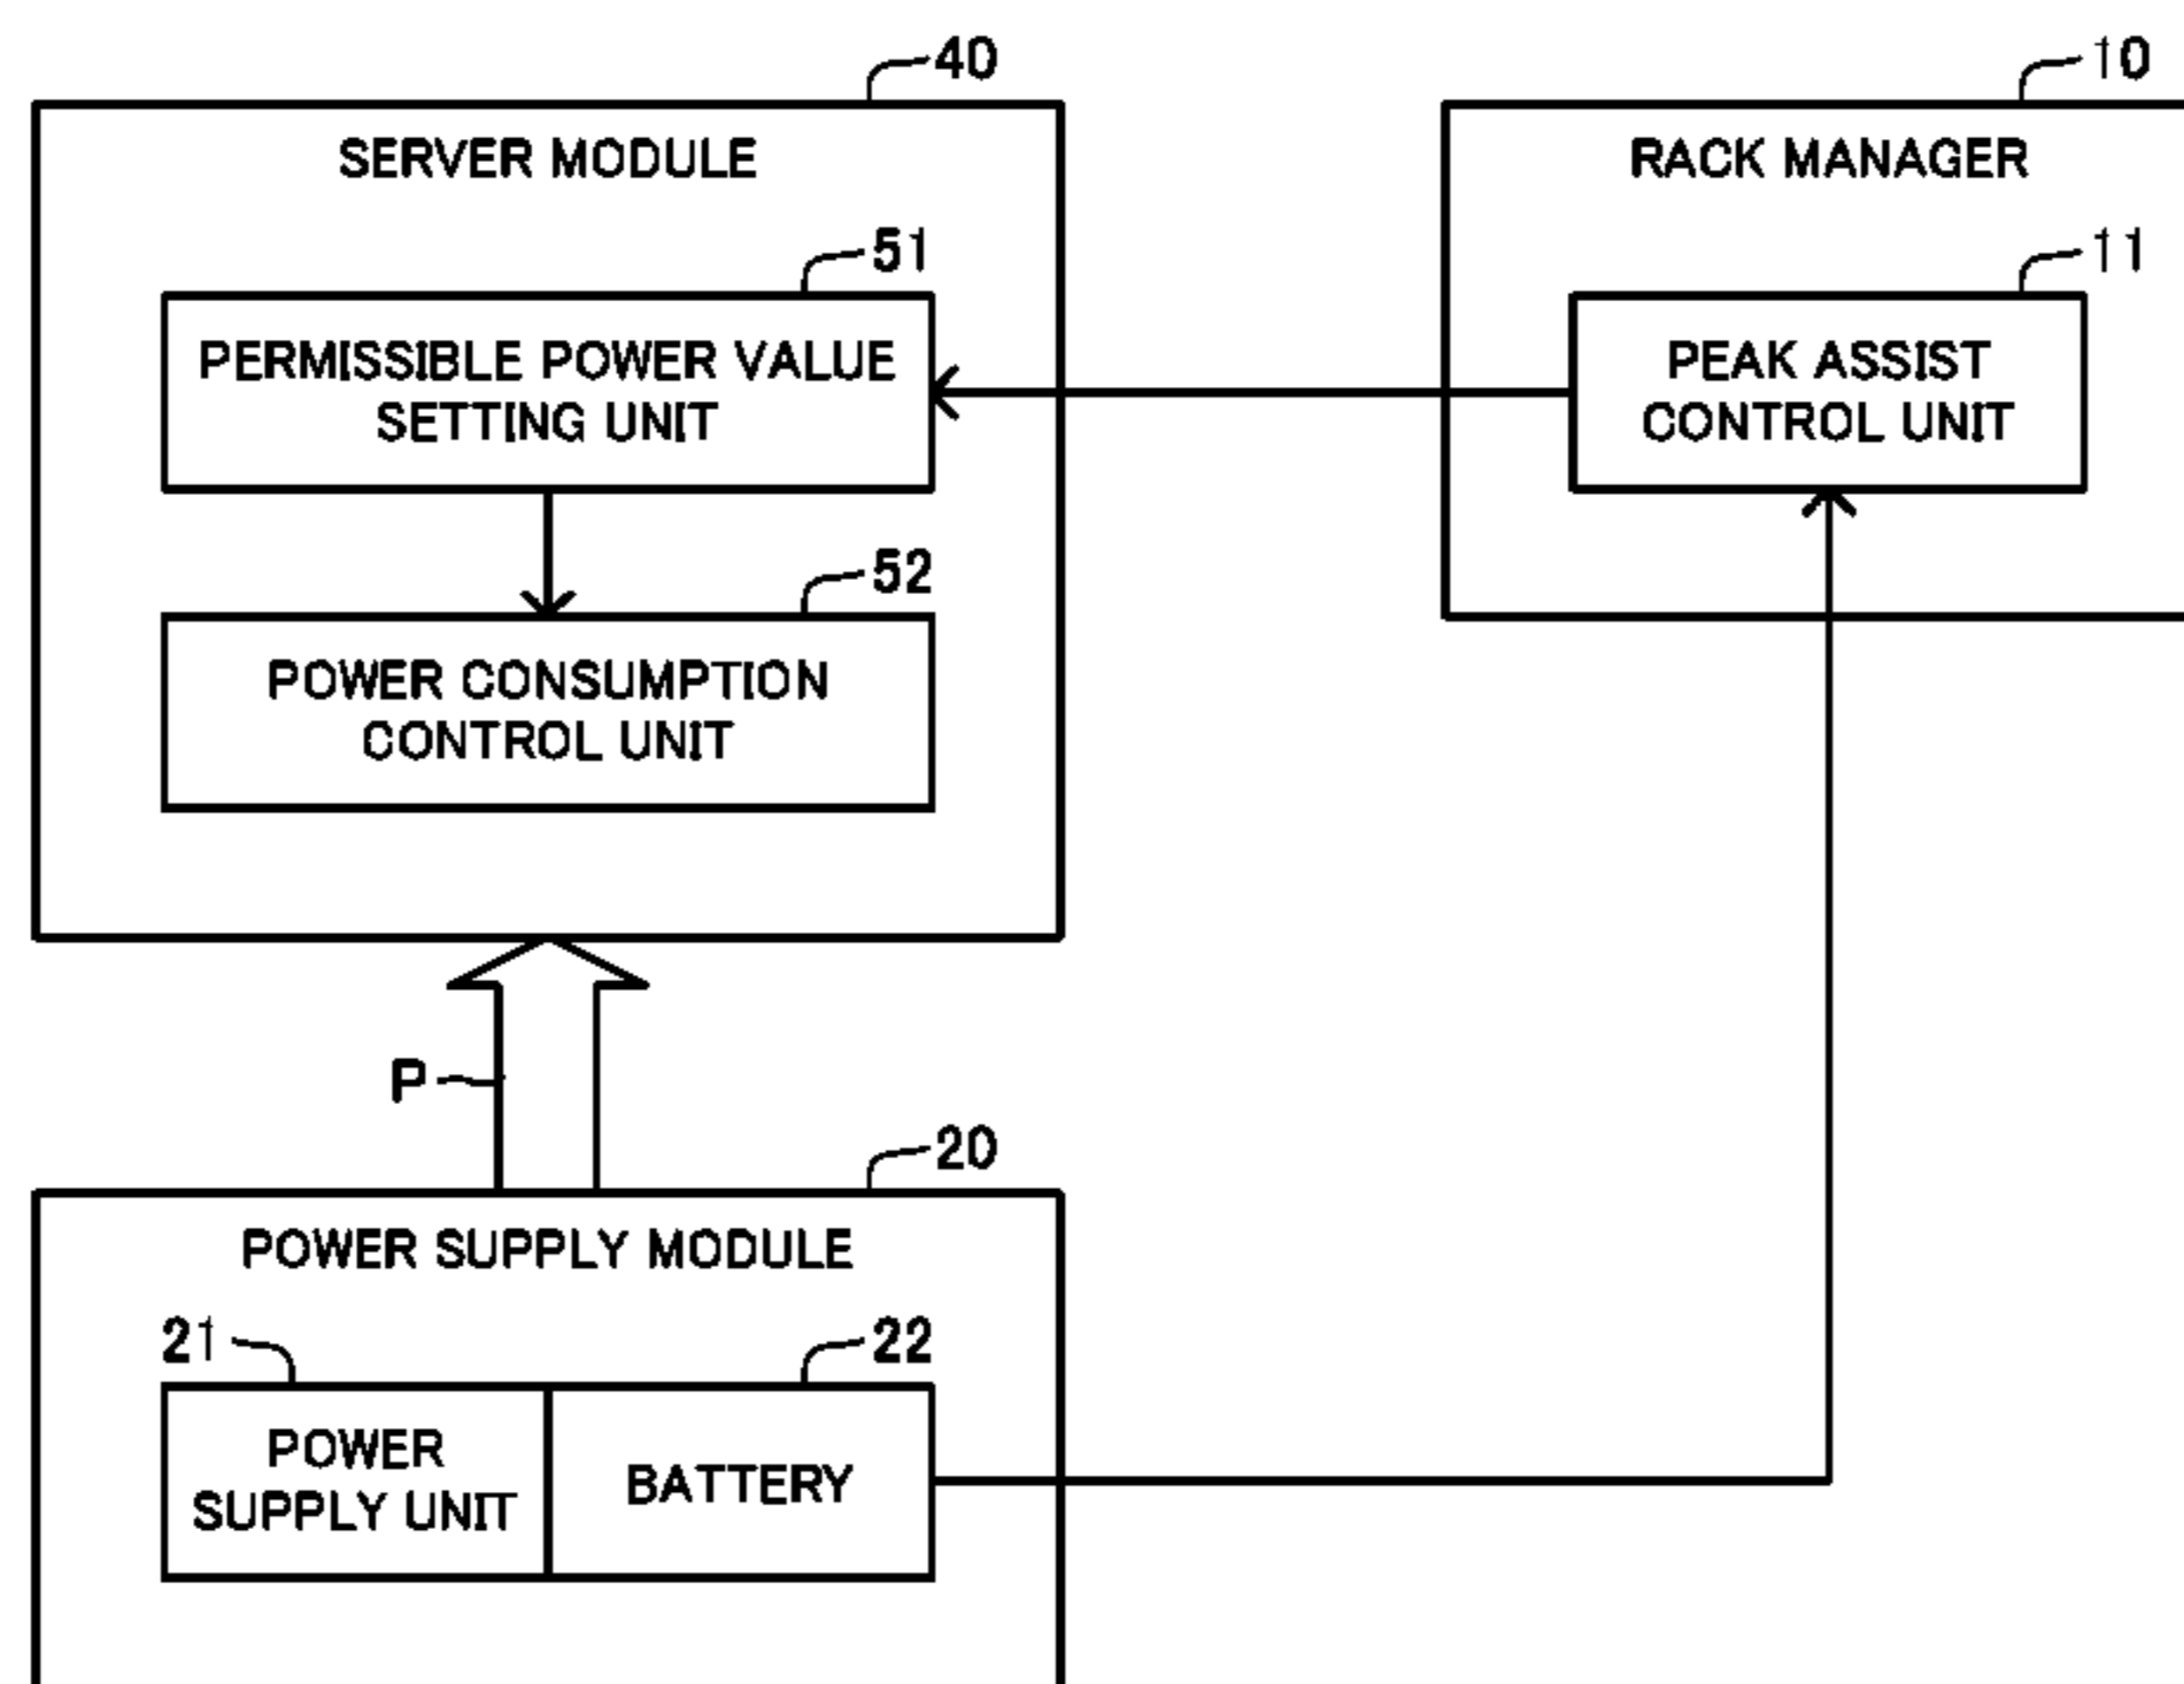 40
SERVER MODULE
51
PERMISSIBLE POWER VALUE
SETTING UNIT
52
POWER CONSUMPTION
CONTROL UNIT
10
RACK MANAGER
11
PEAK ASSIST
CONTROL UNIT
P
20
POWER SUPPLY MODULE
21
22
POWER
SUPPLY UNIT
BATTERY